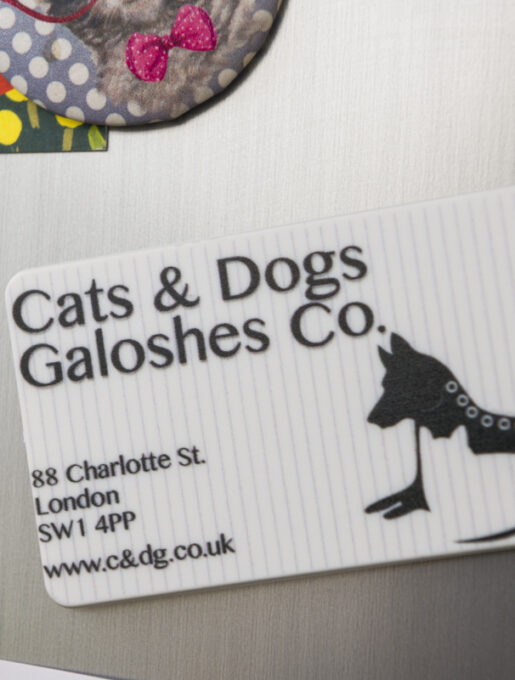 Cats & Dogs
Galoshes Co.
88 Charlotte St.
London
SW1 4PP
www.c&dg.co.uk